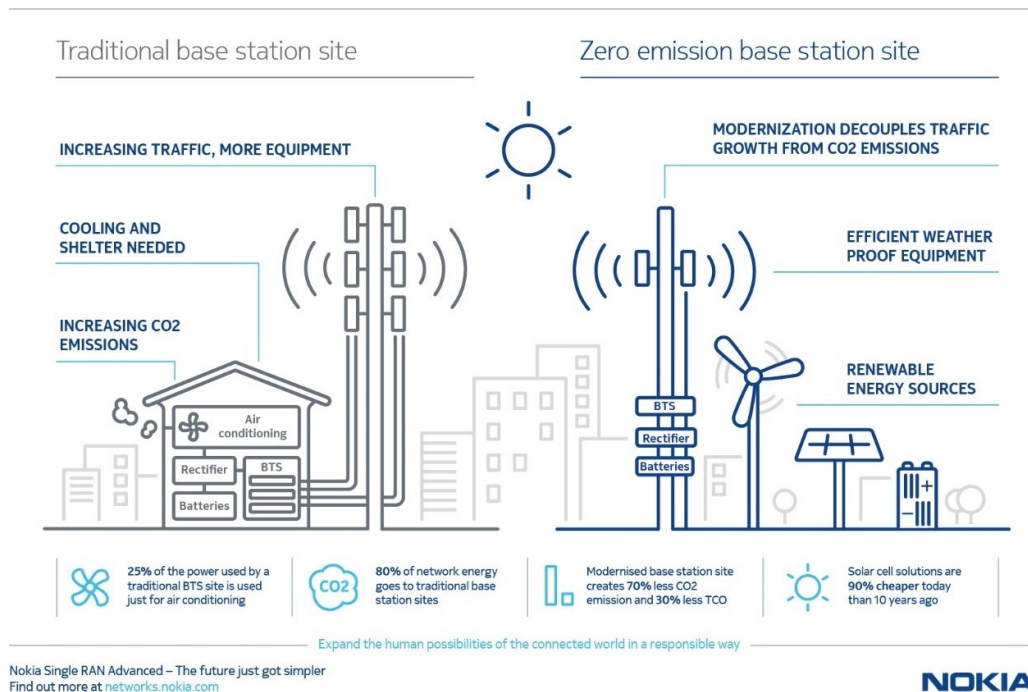 Traditional base station site
Zero emission base station site
INCREASING TRAFFIC, MORE EQUIPMENT
COOLING AND
SHELTER NEEDED
INCREASING CO2
EMISSIONS
Air
conditioning
Rectifier
BTS
Batteries
MODERNIZATION DECOUPLES TRAFFIC
GROWTH FROM CO2 EMISSIONS
EFFICIENT WEATHER
PROOF EQUIPMENT
RENEWABLE
ENERGY SOURCES
BTS
Rectifier
Batteries
25% of the power used by a
traditional BTS site is used
just for air conditioning
CO2
80% of network energy
goes to traditional base
station sites
Modernised base station site
creates 70% less CO2
emission and 30% less TCO
Solar cell solutions are
90% cheaper today
than 10 years ago
Expand the human possibilities of the connected world in a responsible way
Nokia Single RAN Advanced – The future just got simpler
Find out more at networks.nokia.com
NOKIA